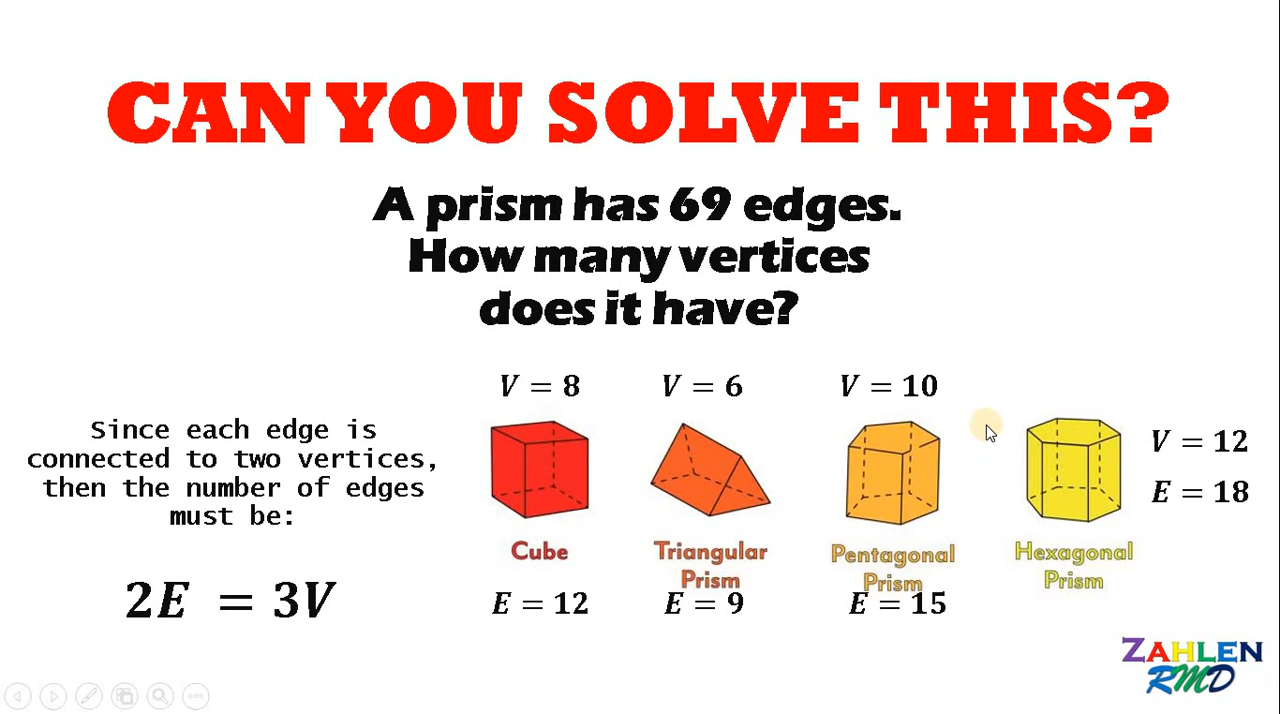 CAN YOU SOLVE THIS?
A prism has 69 edges.
How many vertices
does it have?
Since each edge is
connected to two vertices,
then the number of edges
must be:
2E = 3V
V = 8
Cube
E = 12
V = 6
Triangular
Prism
E = 9
V = 10
Pentagonal
Prism
E = 15
Hexagonal
Prism
V = 12
E = 18
ZAHLEN
RMD